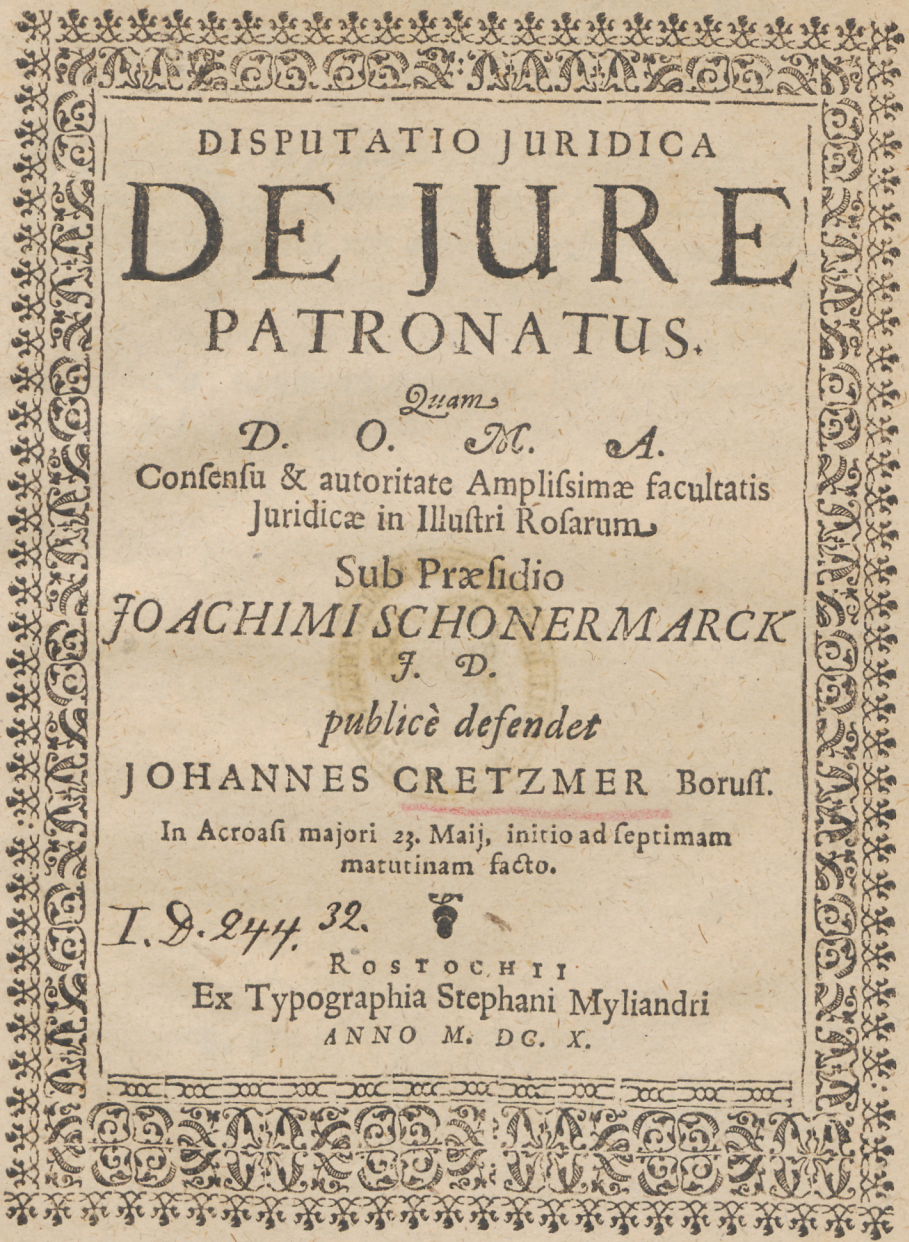 DISPUTATIO JURIDICA
DE JURE
PATRONATUS.
Quam
D. O. M. A.
Conſenſu & autoritate Ampliſsimæ facultatis
Juridicæ in Illuſtri Roſarum
Sub Præſidio
JOACHIMI SCHONERMARCK
J. D.
publicè defendet
JOHANNES CRETZMER Boruſſ.
In Acroaſi majori 23. Maij, initio ad ſeptimam
matutinam facto.
I. D. 244. 32.
ROSTOCHII
Ex Typographia Stephani Myliandri
ANNO M. DC. X.